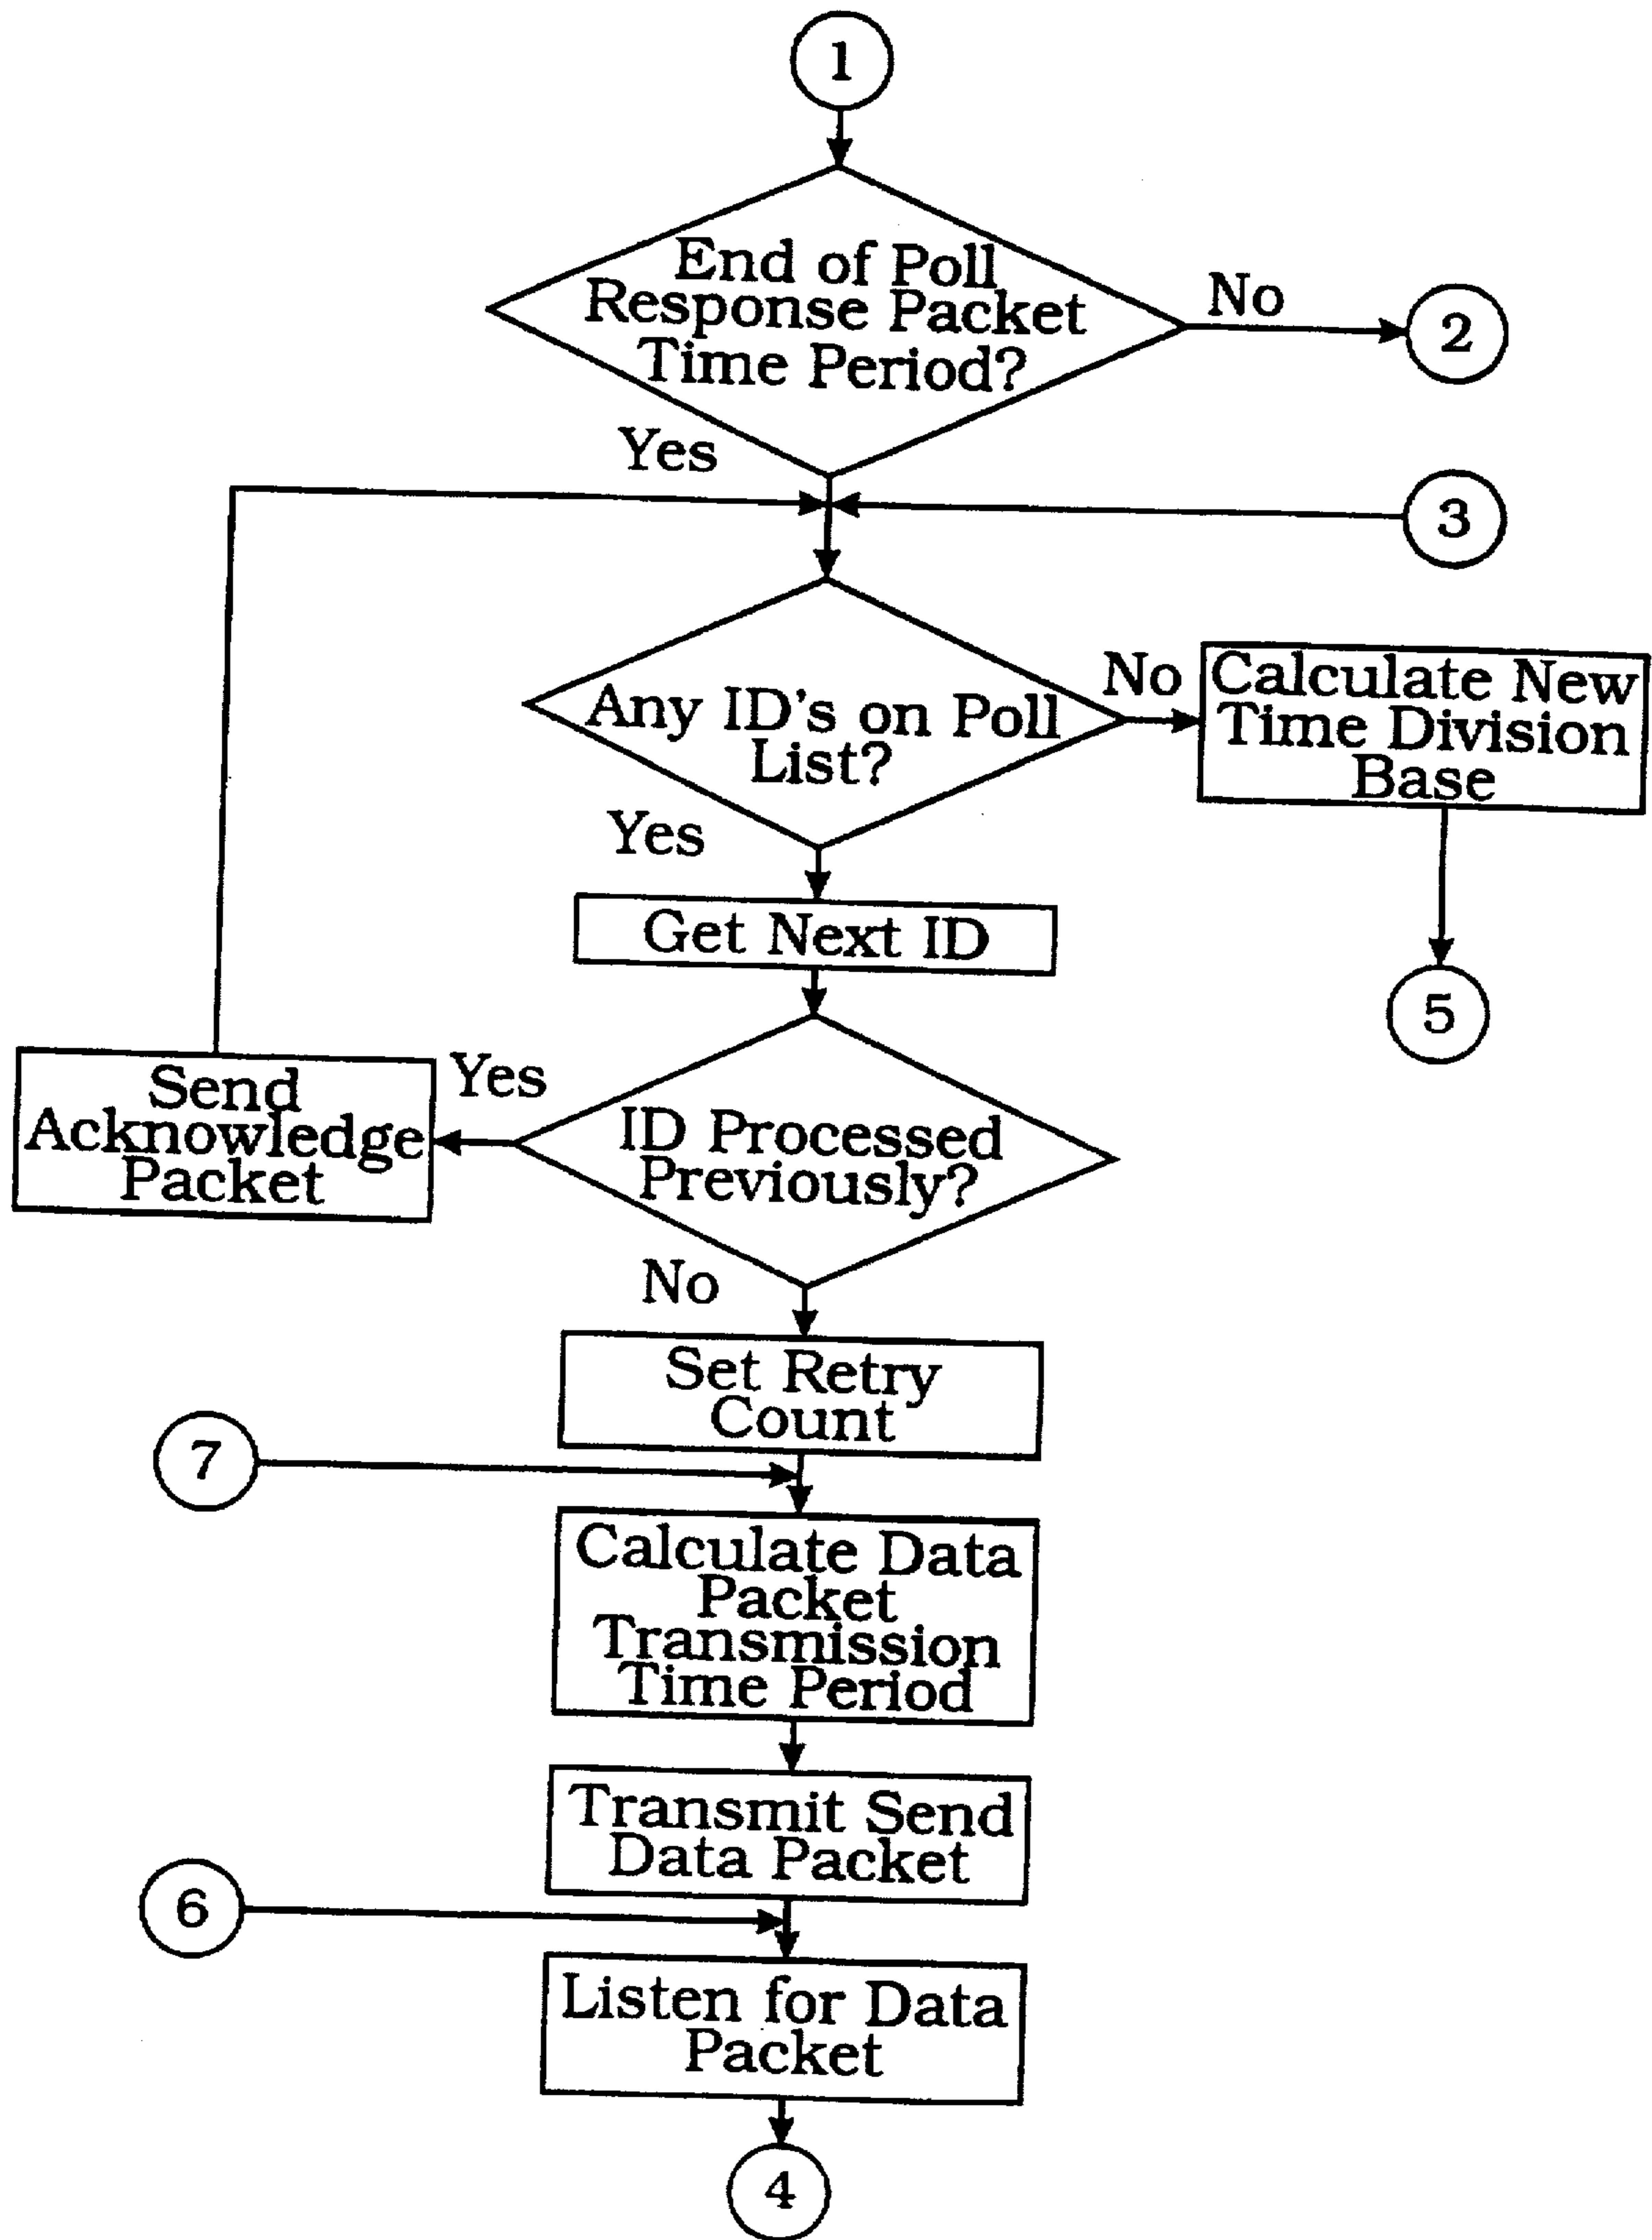 1
End of Poll
Response Packet
Time Period?
No
2
Yes
3
Any ID's on Poll
List?
No
Calculate New
Time Division
Base
Yes
Get Next ID
5
Send
Acknowledge
Packet
Yes
ID Processed
Previously?
No
Set Retry
Count
7
Calculate Data
Packet
Transmission
Time Period
Transmit Send
Data Packet
6
Listen for Data
Packet
4